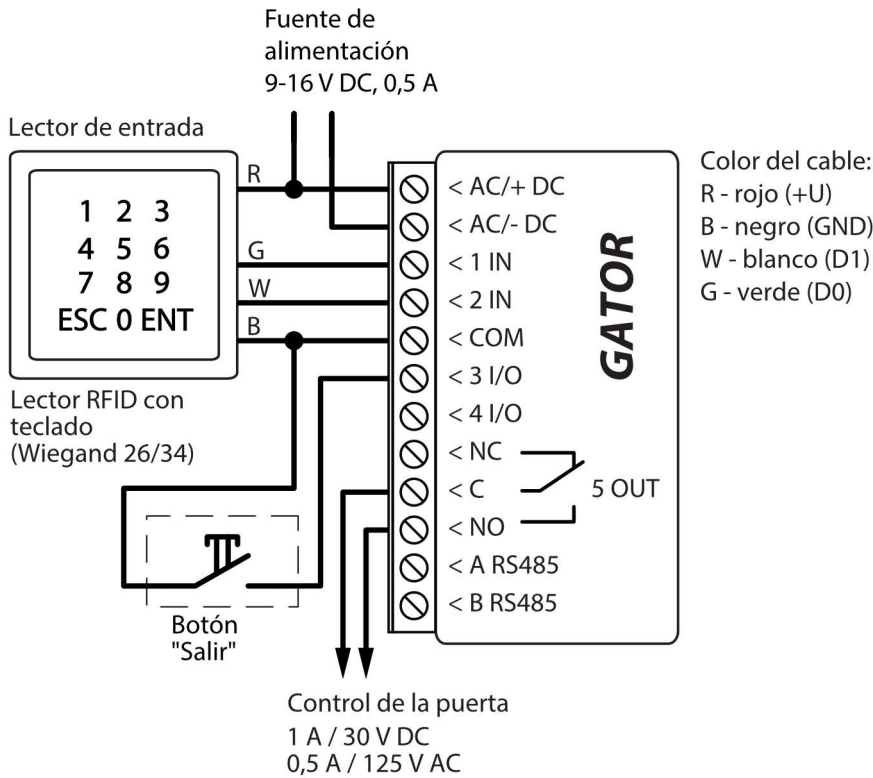 Fuente de
alimentación
9-16 V DC, 0,5 A
Lector de entrada
1 2 3
4 5 6
7 8 9
ESC 0 ENT
Lector RFID con
teclado
(Wiegand 26/34)
R
G
W
B
< AC/+ DC
< AC/- DC
< 1 IN
< 2 IN
< COM
< 3 I/O
< 4 I/O
< NC
< C
< NO
< A RS485
< B RS485
5 OUT
GATOR
Color del cable:
R - rojo (+U)
B - negro (GND)
W - blanco (D1)
G - verde (D0)
Botón
"Salir"
Control de la puerta
1 A / 30 V DC
0,5 A / 125 V AC